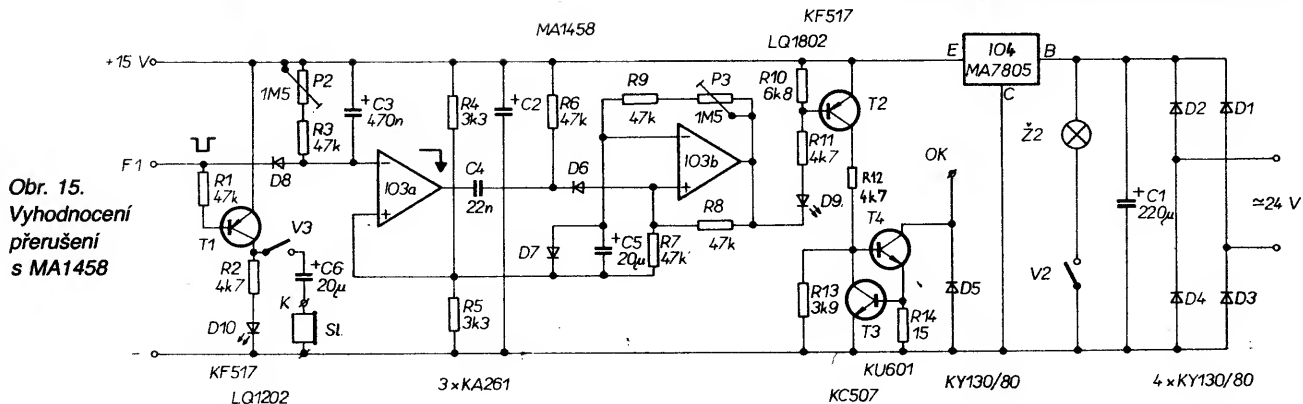 Obr. 15.
Vyhodnocení
přerušení
s MA1458
MA1458
KF517
LQ1802
+15 V
P2
1M5
R3
47k
+C3
470n
R4
3k3
+C2
R6
47k
R9
47k
P3
1M5
R10
6k8
T2
E
IO4
MA7805
B
C
F1
R1
47k
D8
-
+
IO3a
C4
22n
D6
-
+
IO3b
R11
4k7
D9
R12
4k7
OK
Ž2
D2
D1
T1
V3
R2
4k7
+C6
20µ
K
Sl.
D10
D7
+C5
20µ
R8
47k
R7
47k
R5
3k3
T4
R13
3k9
T3
R14
15
D5
V2
+C1
220µ
D4
D3
≃24 V
-
KF517
LQ1202
3×KA261
KU601
KC507
KY130/80
4×KY130/80